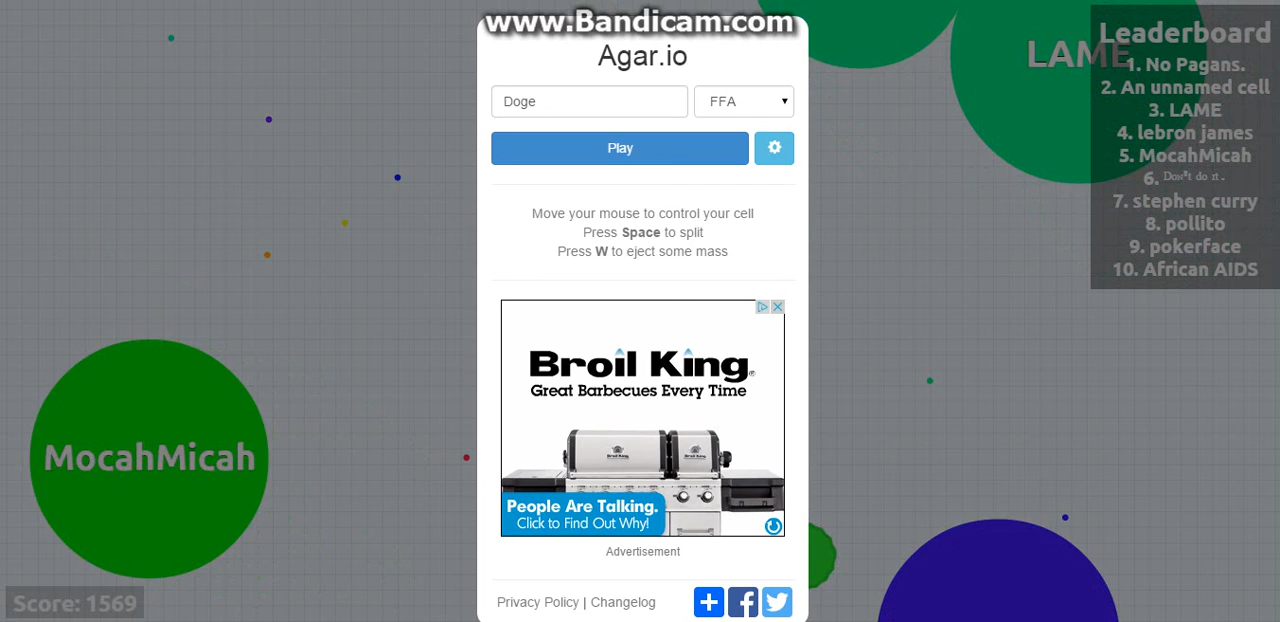 www.Bandicam.com
Agar.io
Doge
FFA
Play
Move your mouse to control your cell
Press Space to split
Press W to eject some mass
Broil King
Great Barbecues Every Time
People Are Talking.
Click to Find Out Why!
Advertisement
Privacy Policy | Changelog
LAME
Leaderboard
1. No Pagans.
2. An unnamed cell
3. LAME
4. lebron james
5. MocahMicah
6. Don't do it.
7. stephen curry
8. pollito
9. pokerface
10. African AIDS
MocahMicah
Score: 1569